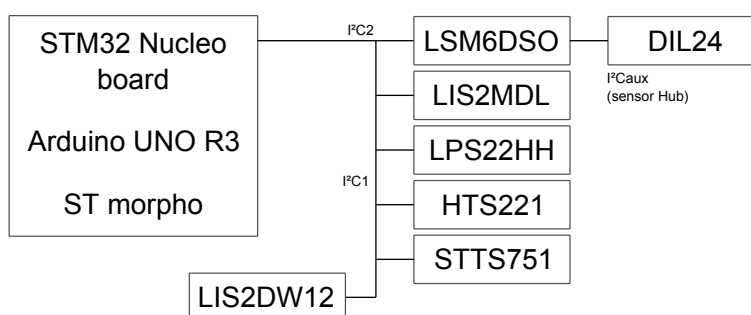 STM32 Nucleo
board
Arduino UNO R3
ST morpho
I²C2
LSM6DSO
DIL24
I²Caux
(sensor Hub)
LIS2MDL
LPS22HH
I²C1
HTS221
STTS751
LIS2DW12